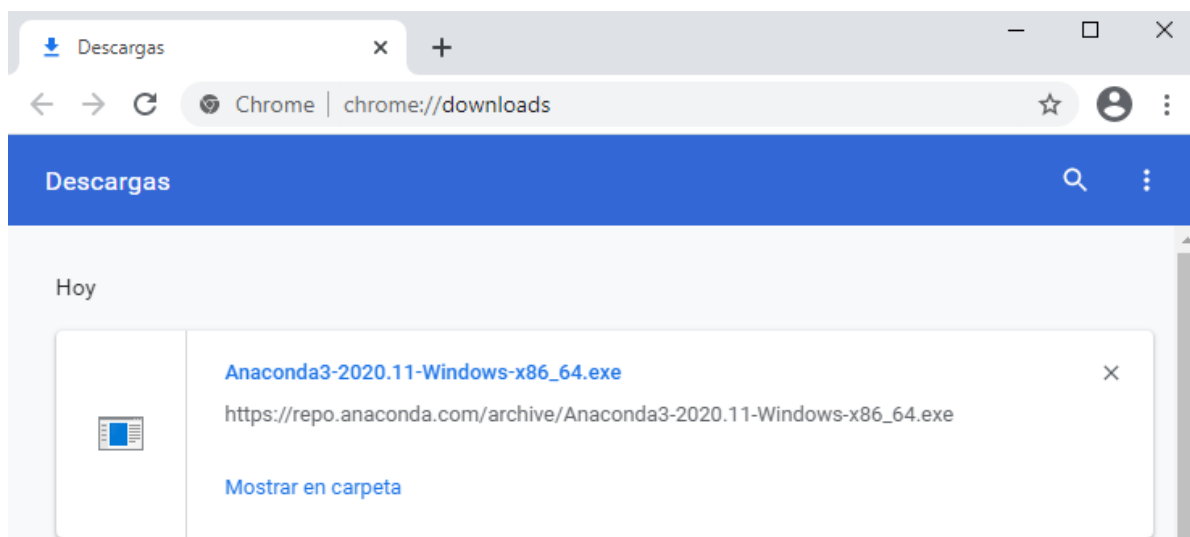 Descargas
Chrome | chrome://downloads
Descargas
Hoy
Anaconda3-2020.11-Windows-x86_64.exe
https://repo.anaconda.com/archive/Anaconda3-2020.11-Windows-x86_64.exe
Mostrar en carpeta